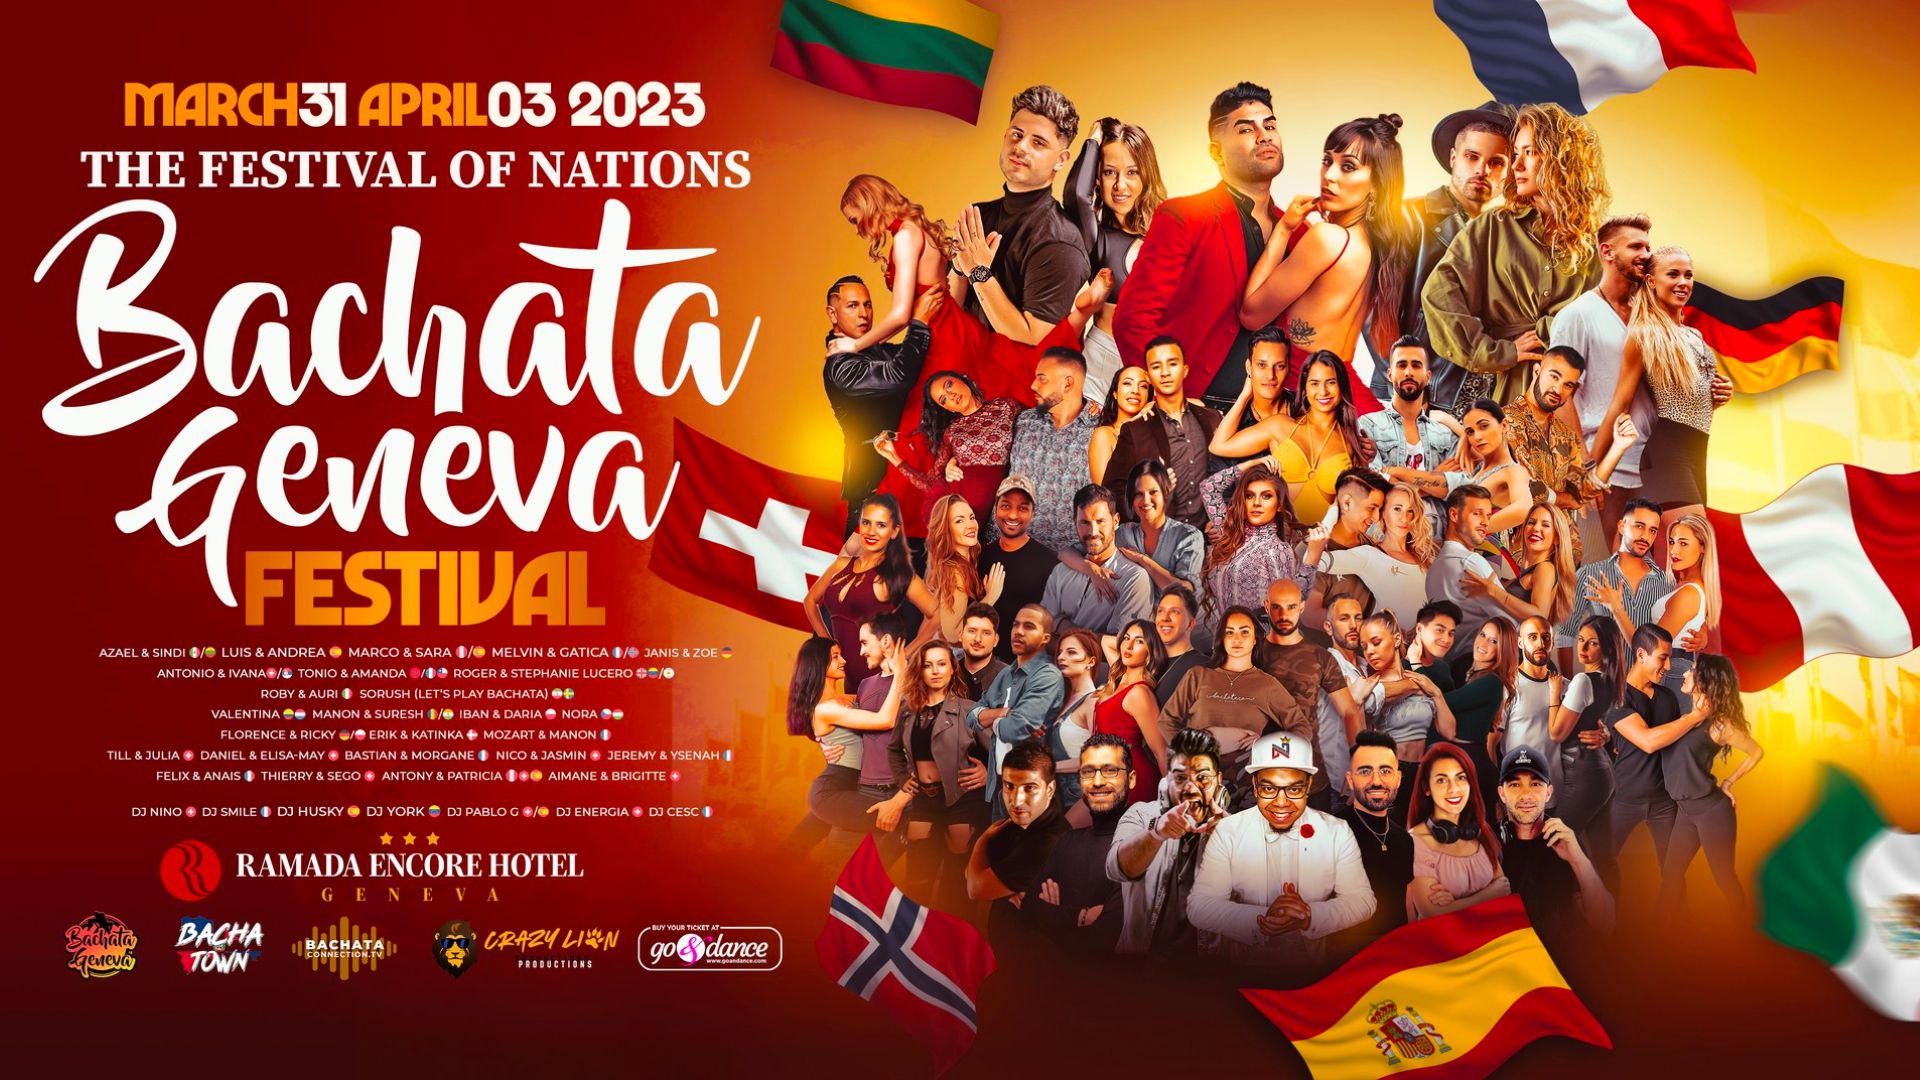 MARCH31 APRIL03 2023
THE FESTIVAL OF NATIONS
Bachata
Geneva
FESTIVAL
AZAEL & SINDI / LUIS & ANDREA MARCO & SARA / MELVIN & GATICA / JANIS & ZOE
ANTONIO & IVANA / TONIO & AMANDA / ROGER & STEPHANIE LUCERO /
ROBY & AURI SORUSH (LET'S PLAY BACHATA)
VALENTINA MANON & SURESH / IBAN & DARIA NORA
FLORENCE & RICKY / ERIK & KATINKA MOZART & MANON
TILL & JULIA DANIEL & ELISA-MAY BASTIAN & MORGANE NICO & JASMIN JEREMY & YSENAH
FELIX & ANAIS THIERRY & SEGO ANTONY & PATRICIA AIMANE & BRIGITTE
DJ NINO DJ SMILE DJ HUSKY DJ YORK DJ PABLO G / DJ ENERGIA DJ CESC
RAMADA ENCORE HOTEL
GENEVA
Bachata
Geneva
BACHA
TOWN
BACHATA
CONNECTION.TV
CRAZY LION
PRODUCTIONS
BUY YOUR TICKET AT
go&dance
www.goandance.com